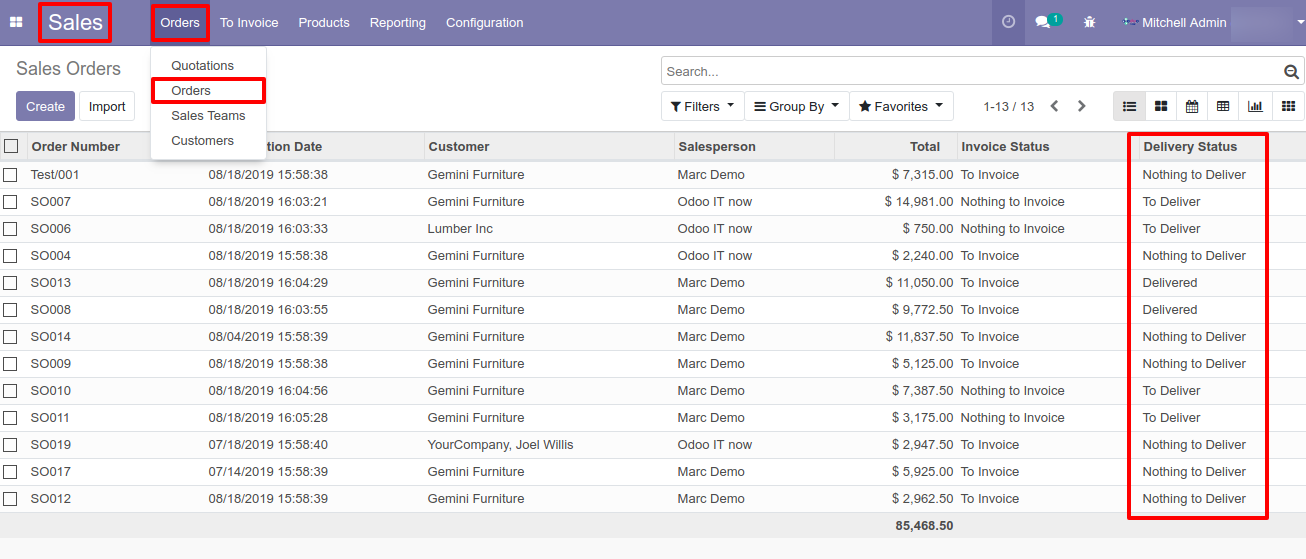 Sales Orders To Invoice Products Reporting Configuration 1 Mitchell Admin
Sales Orders
Quotations
Orders
Sales Teams
Customers
Search...
Create Import
Filters Group By Favorites 1-13 / 13
Order Number tion Date Customer Salesperson Total Invoice Status Delivery Status
Test/001 08/18/2019 15:58:38 Gemini Furniture Marc Demo $ 7,315.00 To Invoice Nothing to Deliver
SO007 08/18/2019 16:03:21 Gemini Furniture Odoo IT now $ 14,981.00 Nothing to Invoice To Deliver
SO006 08/18/2019 16:03:33 Lumber Inc Odoo IT now $ 750.00 Nothing to Invoice To Deliver
SO004 08/18/2019 15:58:38 Gemini Furniture Odoo IT now $ 2,240.00 To Invoice Nothing to Deliver
SO013 08/18/2019 16:04:29 Gemini Furniture Marc Demo $ 11,050.00 To Invoice Delivered
SO008 08/18/2019 16:03:55 Gemini Furniture Marc Demo $ 9,772.50 To Invoice Delivered
SO014 08/04/2019 15:58:39 Gemini Furniture Marc Demo $ 11,837.50 To Invoice Nothing to Deliver
SO009 08/18/2019 15:58:38 Gemini Furniture Marc Demo $ 5,125.00 To Invoice Nothing to Deliver
SO010 08/18/2019 16:04:56 Gemini Furniture Marc Demo $ 7,387.50 Nothing to Invoice To Deliver
SO011 08/18/2019 16:05:28 Gemini Furniture Marc Demo $ 3,175.00 Nothing to Invoice To Deliver
SO019 07/18/2019 15:58:40 YourCompany, Joel Willis Odoo IT now $ 2,947.50 To Invoice Nothing to Deliver
SO017 07/14/2019 15:58:39 Gemini Furniture Marc Demo $ 5,925.00 To Invoice Nothing to Deliver
SO012 08/18/2019 15:58:39 Gemini Furniture Marc Demo $ 2,962.50 To Invoice Nothing to Deliver
85,468.50